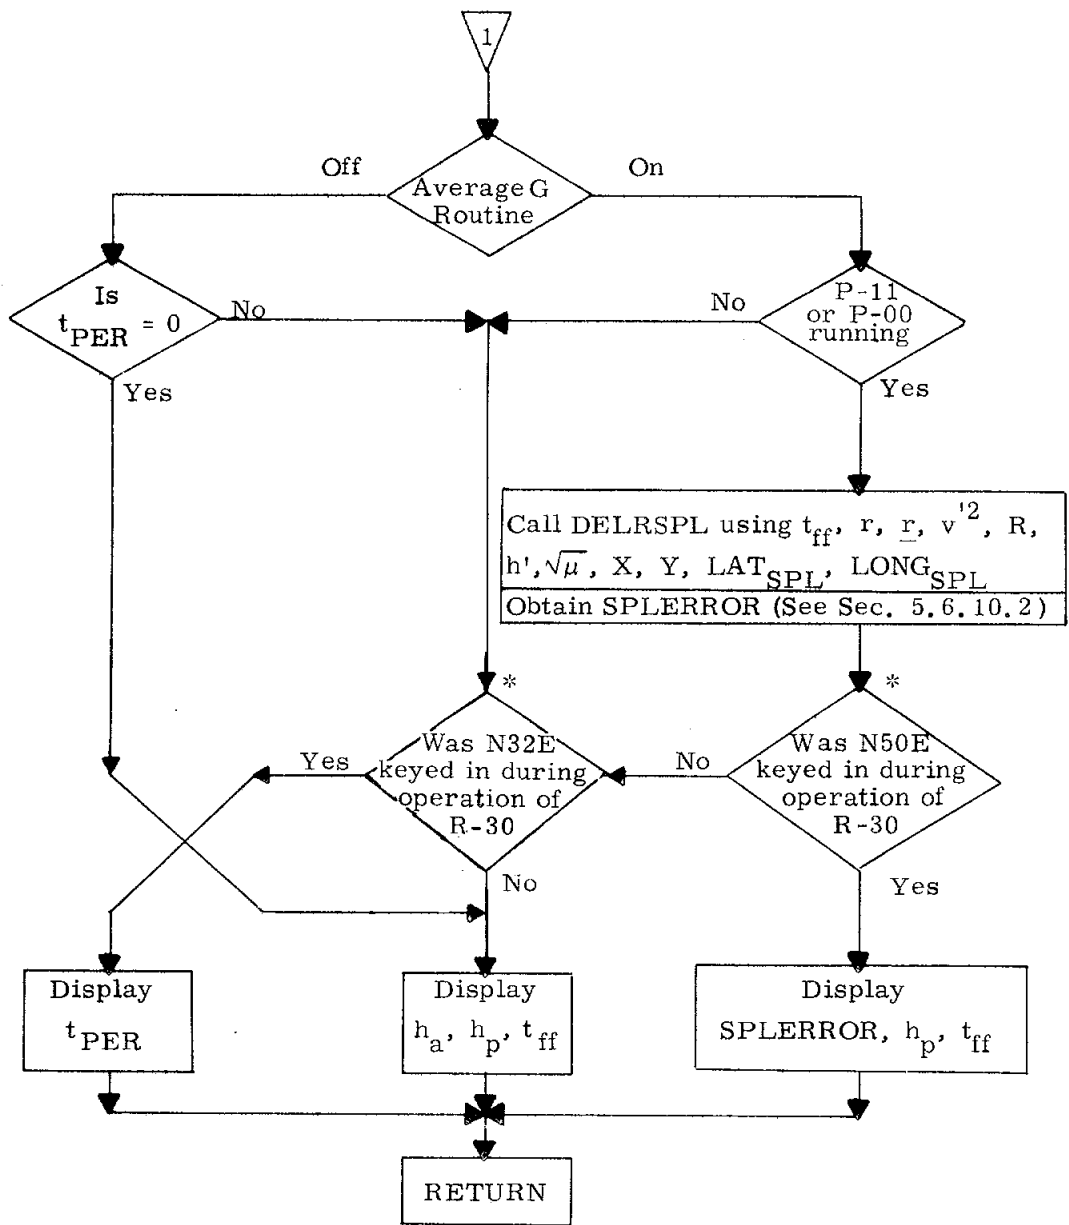 1
Off
On
Average G
Routine
Is
t_PER = 0
No
Yes
No
P-11
or P-00
running
Yes
Call DELRSPL using t_ff, r, r, v'², R,
h', √μ, X, Y, LAT_SPL, LONG_SPL
Obtain SPLERROR (See Sec. 5.6.10.2)
*
*
Yes
Was N32E
keyed in during
operation of
R-30
No
No
Was N50E
keyed in during
operation of
R-30
Yes
Display
t_PER
Display
h_a, h_p, t_ff
Display
SPLERROR, h_p, t_ff
RETURN